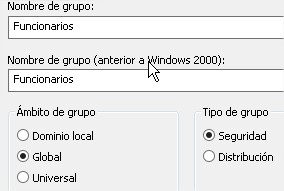 Nombre de grupo:
Funcionarios
Nombre de grupo (anterior a Windows 2000):
Funcionarios
Ámbito de grupo
Dominio local
Global
Universal
Tipo de grupo
Seguridad
Distribución